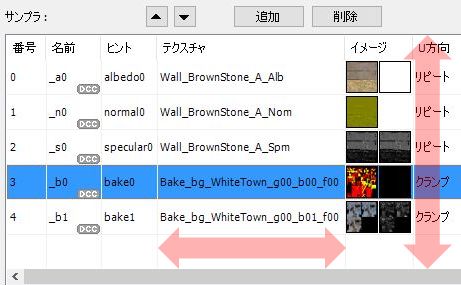 サンプラ: 追加 削除
番号 名前 ヒント テクスチャ イメージ U方向
0 _a0 DCC albedo0 Wall_BrownStone_A_Alb リピート
1 _n0 DCC normal0 Wall_BrownStone_A_Nom リピート
2 _s0 DCC specular0 Wall_BrownStone_A_Spm リピート
3 _b0 DCC bake0 Bake_bg_WhiteTown_g00_b00_f00 クランプ
4 _b1 DCC bake1 Bake_bg_WhiteTown_g00_b01_f00 クランプ